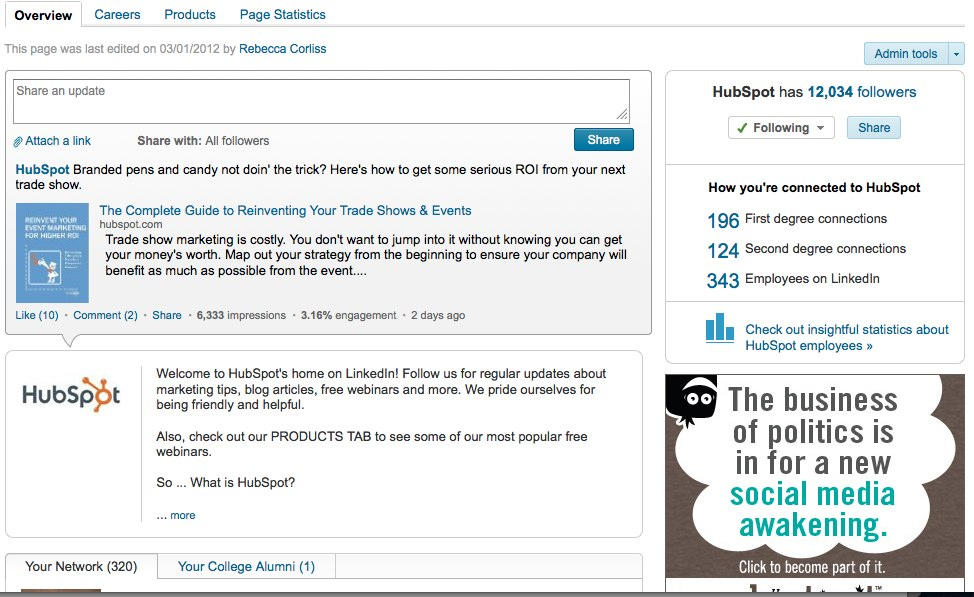 Overview Careers Products Page Statistics
This page was last edited on 03/01/2012 by Rebecca Corliss
Admin tools
Share an update
Attach a link Share with: All followers Share
HubSpot Branded pens and candy not doin' the trick? Here's how to get some serious ROI from your next
trade show.
REINVENT YOUR
EVENT MARKETING
FOR HIGHER ROI
The Complete Guide to Reinventing Your Trade Shows & Events
hubspot.com
Trade show marketing is costly. You don't want to jump into it without knowing you can get
your money's worth. Map out your strategy from the beginning to ensure your company will
benefit as much as possible from the event....
Like (10) • Comment (2) • Share • 6,333 impressions • 3.16% engagement • 2 days ago
HubSpot
Welcome to HubSpot's home on LinkedIn! Follow us for regular updates about
marketing tips, blog articles, free webinars and more. We pride ourselves for
being friendly and helpful.
Also, check out our PRODUCTS TAB to see some of our most popular free
webinars.
So ... What is HubSpot?
... more
Your Network (320) Your College Alumni (1)
HubSpot has 12,034 followers
Following Share
How you're connected to HubSpot
196 First degree connections
124 Second degree connections
343 Employees on LinkedIn
Check out insightful statistics about
HubSpot employees »
The business
of politics is
in for a new
social media
awakening.
Click to become part of it.